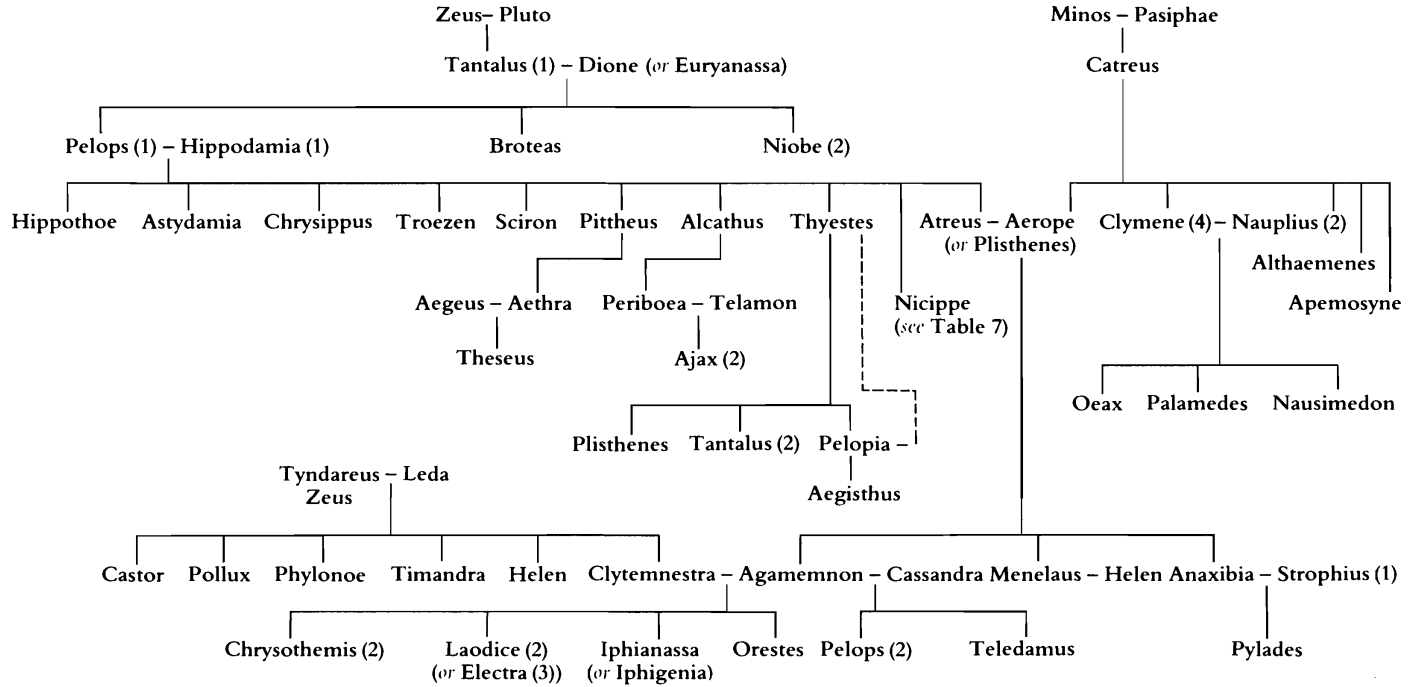 Zeus– Pluto
Minos – Pasiphae
Tantalus (1) – Dione (or Euryanassa)
Catreus
Pelops (1) – Hippodamia (1)
Broteas
Niobe (2)
Hippothoe Astydamia Chrysippus Troezen Sciron Pittheus Alcathus Thyestes Atreus – Aerope Clymene (4) – Nauplius (2)
(or Plisthenes)
Althaemenes
Aegeus – Aethra Periboea – Telamon Nicippe Apemosyne
(see Table 7)
Theseus Ajax (2)
Oeax Palamedes Nausimedon
Plisthenes Tantalus (2) Pelopia –
Tyndareus – Leda
Zeus Aegisthus
Castor Pollux Phylonoe Timandra Helen Clytemnestra – Agamemnon – Cassandra Menelaus – Helen Anaxibia – Strophius (1)
Chrysothemis (2) Laodice (2) Iphianassa Orestes Pelops (2) Teledamus Pylades
(or Electra (3)) (or Iphigenia)